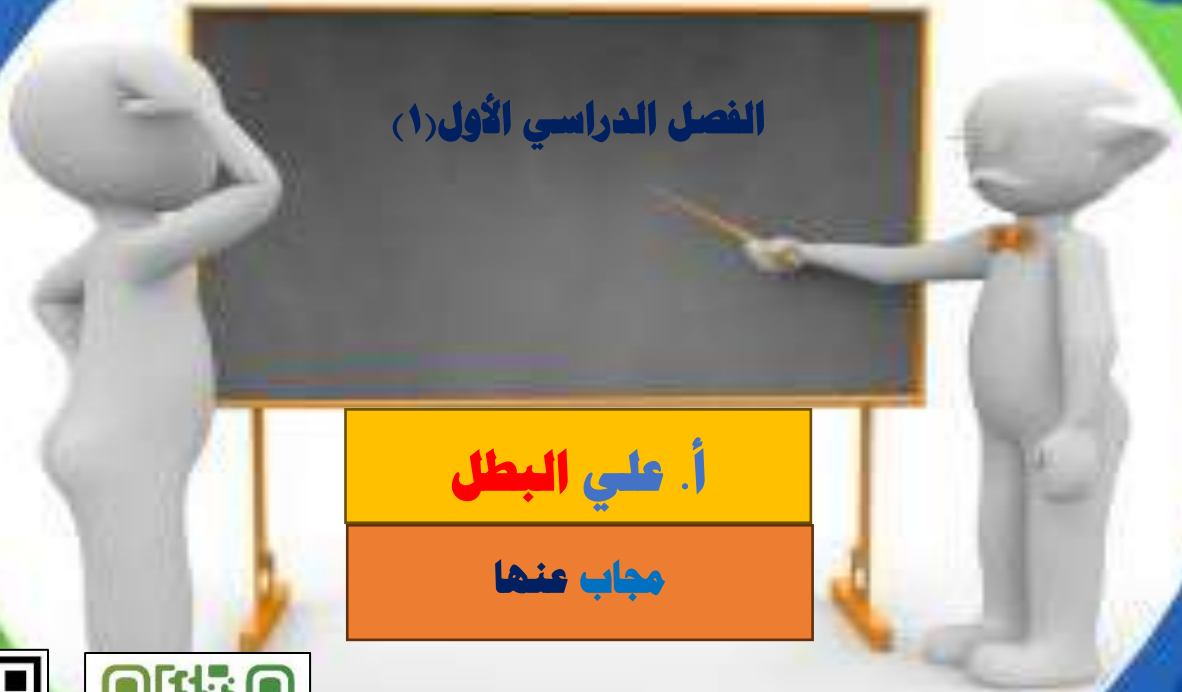 الفصل الدراسي الأول(١)
أ. علي البطل
مجاب عنها